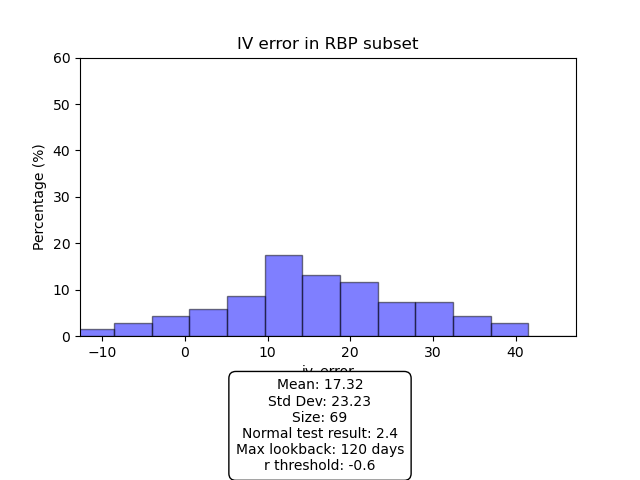 IV error in RBP subset
Percentage (%)
60
50
40
30
20
10
0
−10 0 10 20 30 40
iv_error
Mean: 17.32
Std Dev: 23.23
Size: 69
Normal test result: 2.4
Max lookback: 120 days
r threshold: -0.6